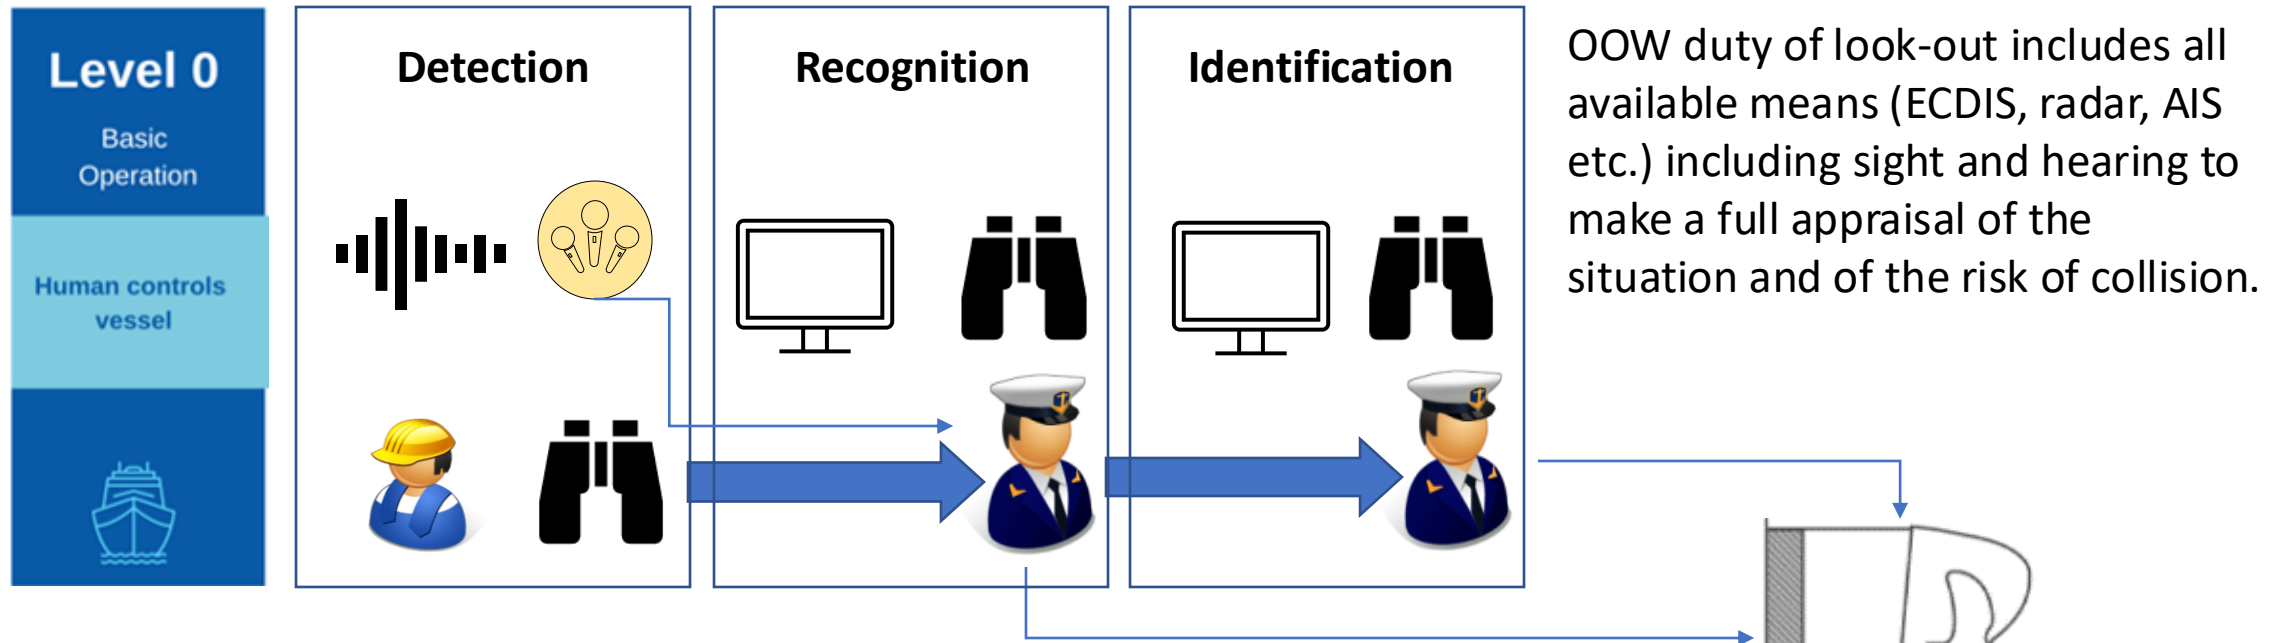 Level 0
Basic
Operation
Human controls
vessel
Detection
Recognition
Identification
OOW duty of look-out includes all
available means (ECDIS, radar, AIS
etc.) including sight and hearing to
make a full appraisal of the
situation and of the risk of collision.